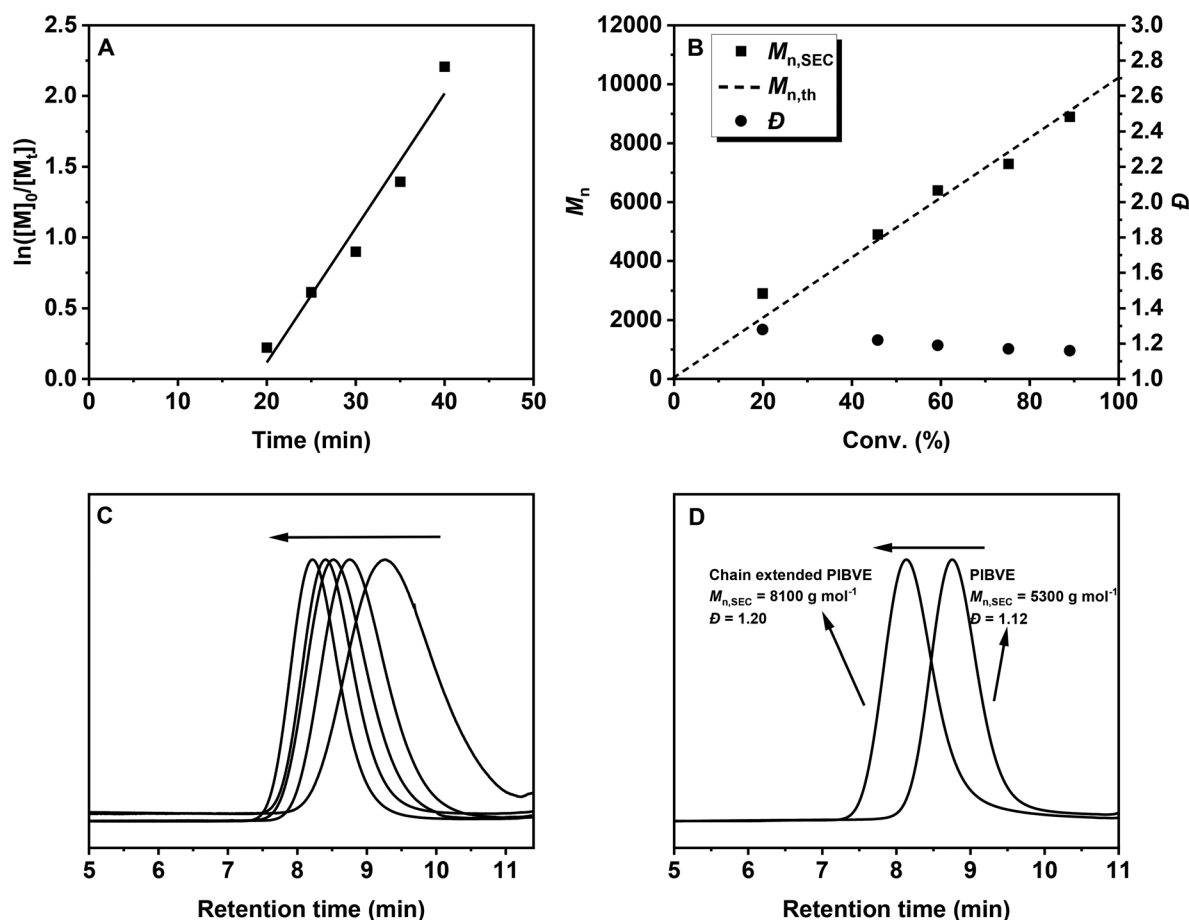 A
2.5
2.0
1.5
1.0
0.5
0.0
ln([M]₀/[Mₜ])
0 10 20 30 40 50
Time (min)
B
12000
10000
8000
6000
4000
2000
0
Mₙ
Mₙ,SEC
Mₙ,th
Đ
3.0
2.8
2.6
2.4
2.2
2.0
1.8
1.6
1.4
1.2
1.0
Đ
0 20 40 60 80 100
Conv. (%)
C
5 6 7 8 9 10 11
Retention time (min)
D
Chain extended PIBVE
Mₙ,SEC = 8100 g mol⁻¹
Đ = 1.20
PIBVE
Mₙ,SEC = 5300 g mol⁻¹
Đ = 1.12
5 6 7 8 9 10 11
Retention time (min)